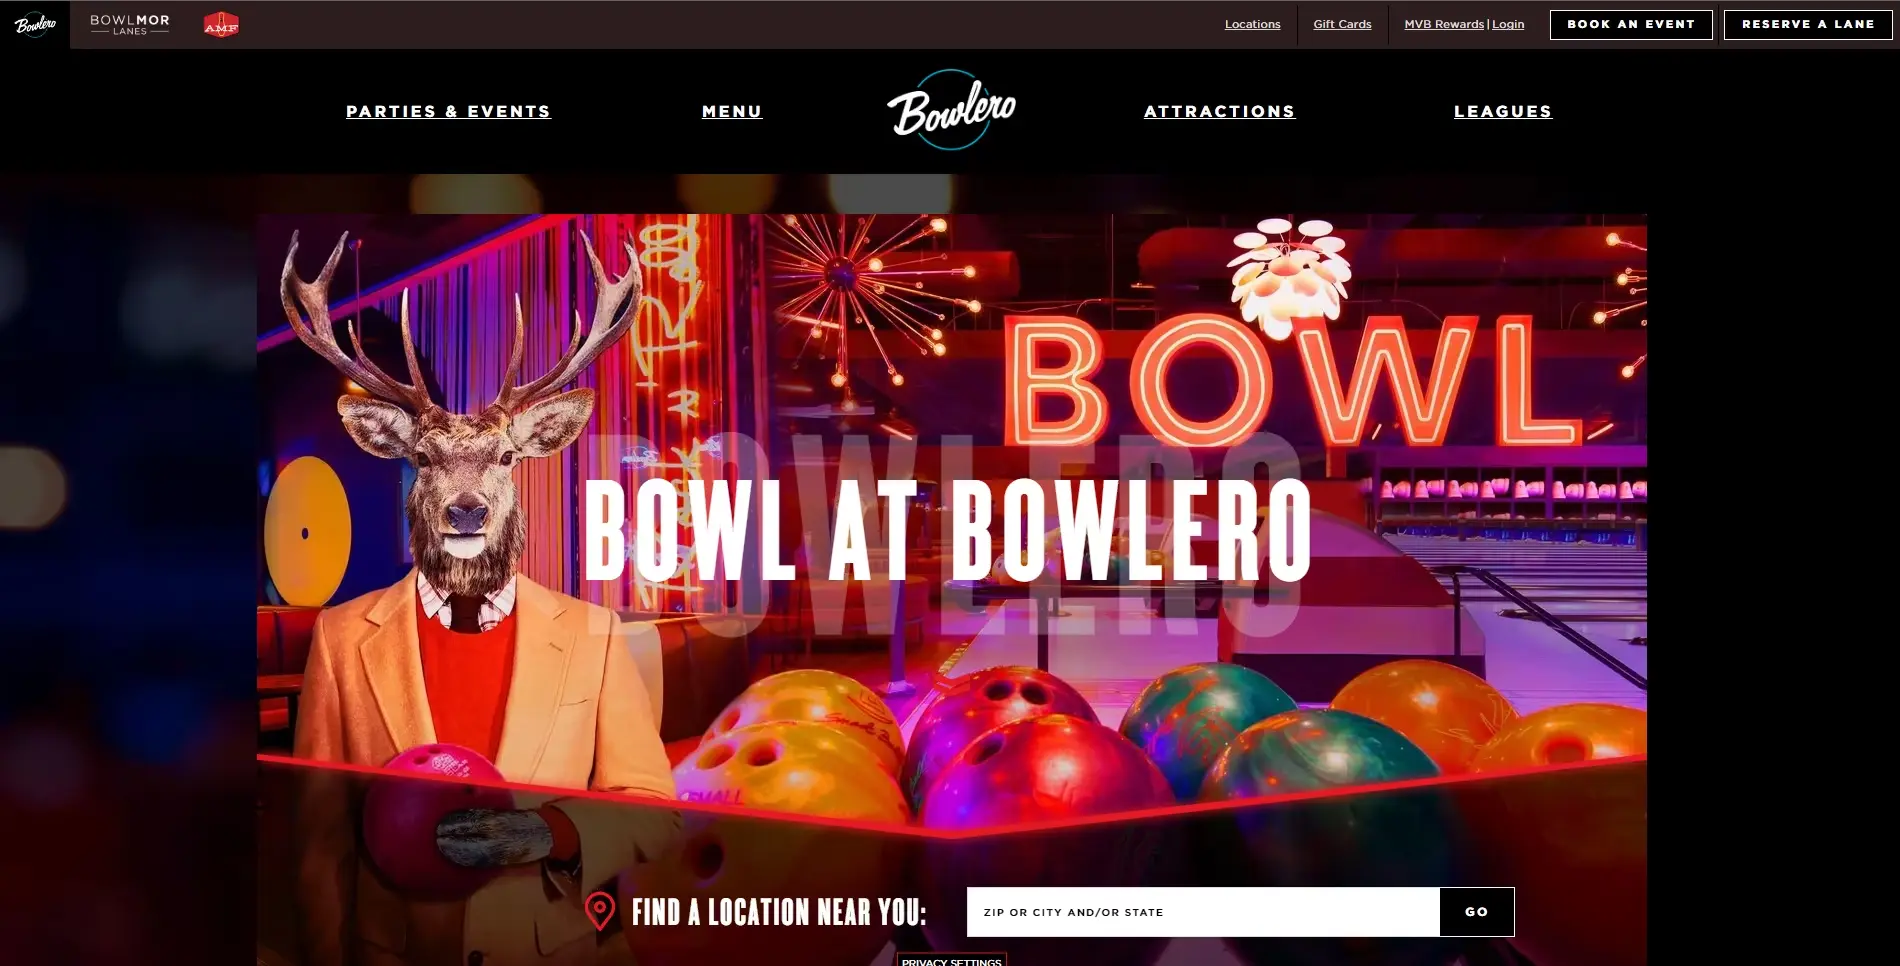 Bowlero
BOWLMOR
LANES
AMF
Locations
Gift Cards
MVB Rewards | Login
BOOK AN EVENT
RESERVE A LANE
PARTIES & EVENTS
MENU
Bowlero
ATTRACTIONS
LEAGUES
BOWL
BOWLERO
BOWL AT BOWLERO
SMALL
FIND A LOCATION NEAR YOU:
ZIP OR CITY AND/OR STATE
GO
PRIVACY SETTINGS